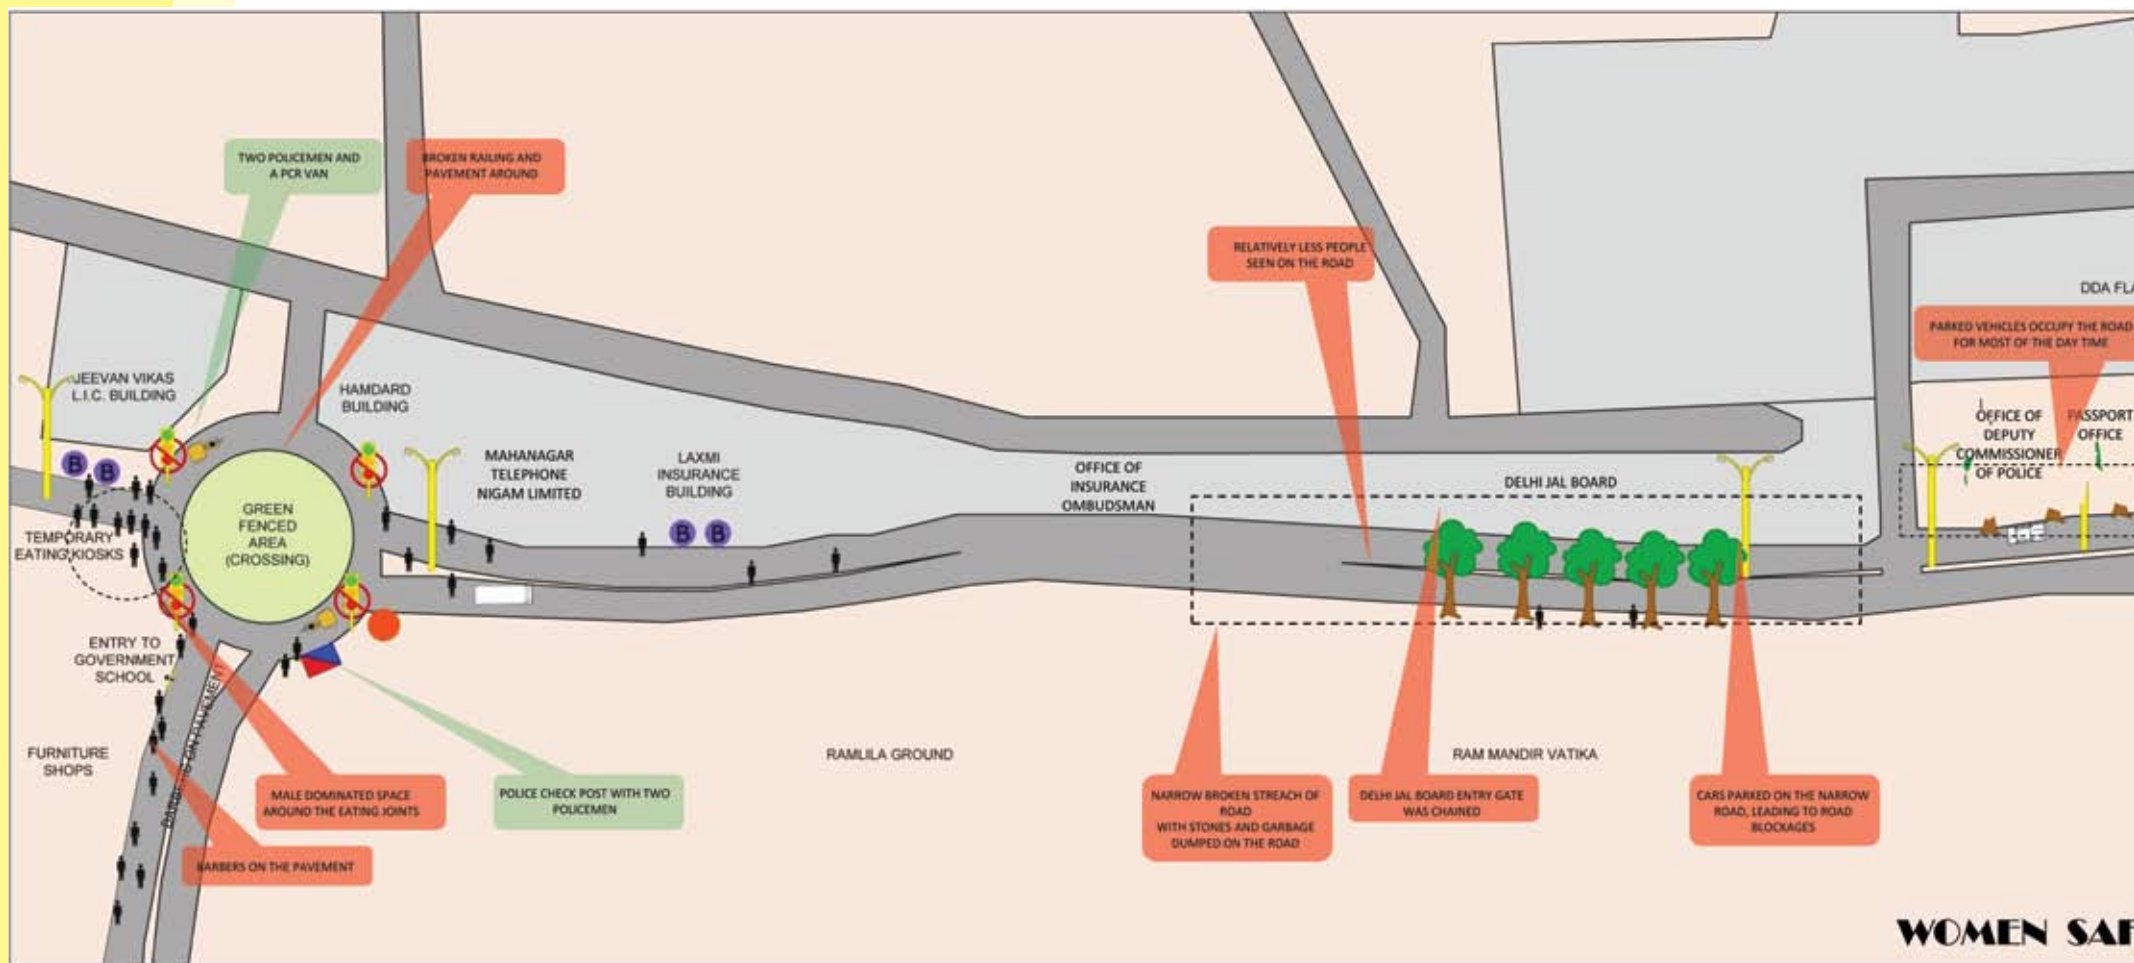 TWO POLICEMEN AND
A PCR VAN
BROKEN RAILING AND
PAVEMENT AROUND
RELATIVELY LESS PEOPLE
SEEN ON THE ROAD
DDA FLA
PARKED VEHICLES OCCUPY THE ROAD
FOR MOST OF THE DAY TIME
JEEVAN VIKAS
L.I.C. BUILDING
HAMDARD
BUILDING
OFFICE OF
DEPUTY
COMMISSIONER
OF POLICE
PASSPORT
OFFICE
MAHANAGAR
TELEPHONE
NIGAM LIMITED
LAXMI
INSURANCE
BUILDING
OFFICE OF
INSURANCE
OMBUDSMAN
DELHI JAL BOARD
B
B
B
B
GREEN
FENCED
AREA
(CROSSING)
TEMPORARY
EATING KIOSKS
ENTRY TO
GOVERNMENT
SCHOOL
ON PAVEMENT
FURNITURE
SHOPS
RAMLILA GROUND
RAM MANDIR VATIKA
MALE DOMINATED SPACE
AROUND THE EATING JOINTS
POLICE CHECK POST WITH TWO
POLICEMEN
NARROW BROKEN STREACH OF
ROAD
WITH STONES AND GARBAGE
DUMPED ON THE ROAD
DELHI JAL BOARD ENTRY GATE
WAS CHAINED
CARS PARKED ON THE NARROW
ROAD, LEADING TO ROAD
BLOCKAGES
BARBERS ON THE PAVEMENT
WOMEN SAF